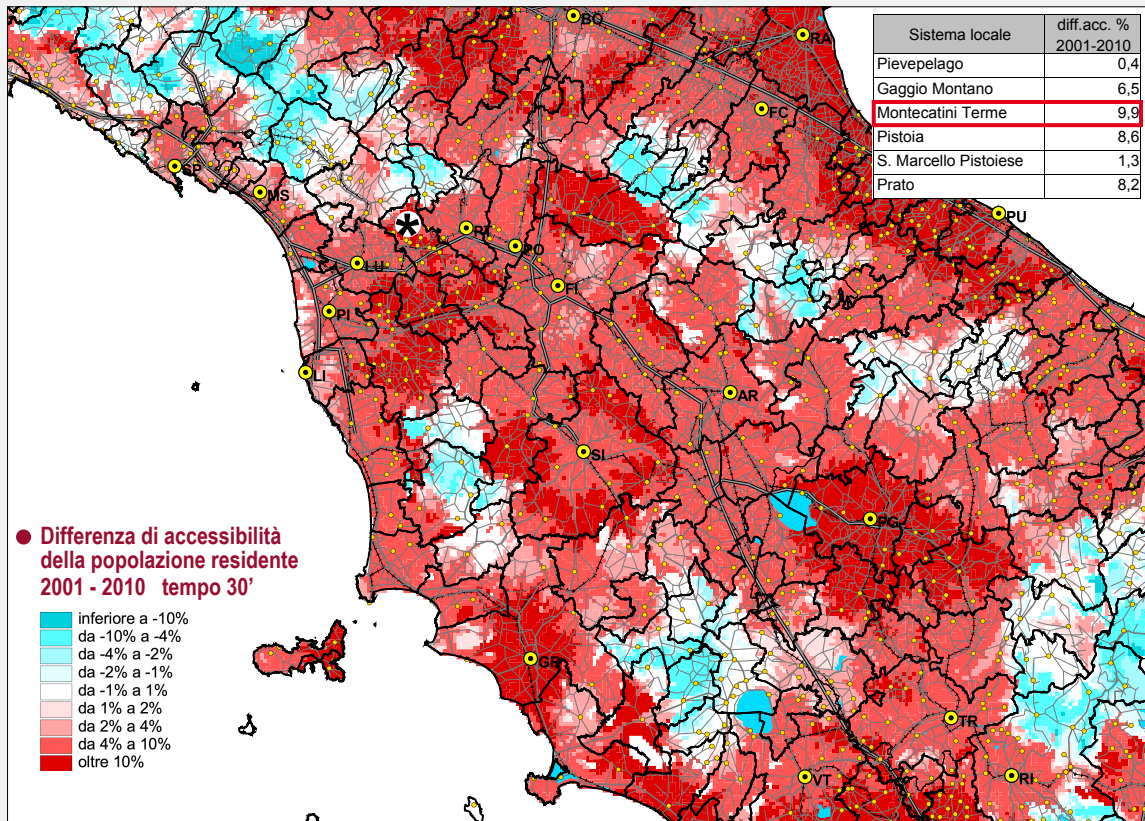 BO
RA
FC
SP
MS
PU
*
PT
PO
LU
FI
PI
LI
AR
SI
PG
GR
TR
VT
RI
Sistema locale diff.acc. % 2001-2010
Pievepelago 0,4
Gaggio Montano 6,5
Montecatini Terme 9,9
Pistoia 8,6
S. Marcello Pistoiese 1,3
Prato 8,2
Differenza di accessibilità
della popolazione residente
2001 - 2010 tempo 30’
inferiore a -10%
da -10% a -4%
da -4% a -2%
da -2% a -1%
da -1% a 1%
da 1% a 2%
da 2% a 4%
da 4% a 10%
oltre 10%